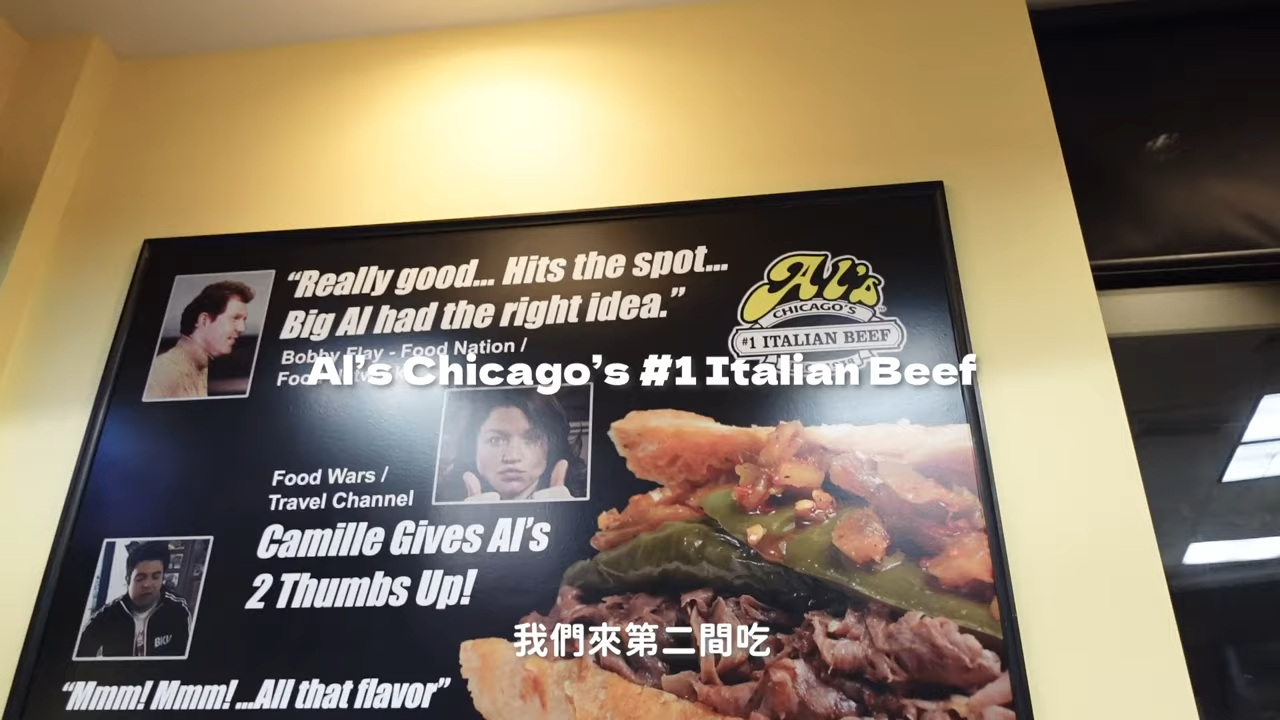 “Really good... Hits the spot...
Big Al had the right idea.”
Bobby Flay - Food Nation /
Al's
CHICAGO'S
#1 ITALIAN BEEF
Al’s Chicago’s #1 Italian Beef
Food Wars /
Travel Channel
Camille Gives Al's
2 Thumbs Up!
BKV
我們來第二間吃
“Mmm! Mmm! ...All that flavor”